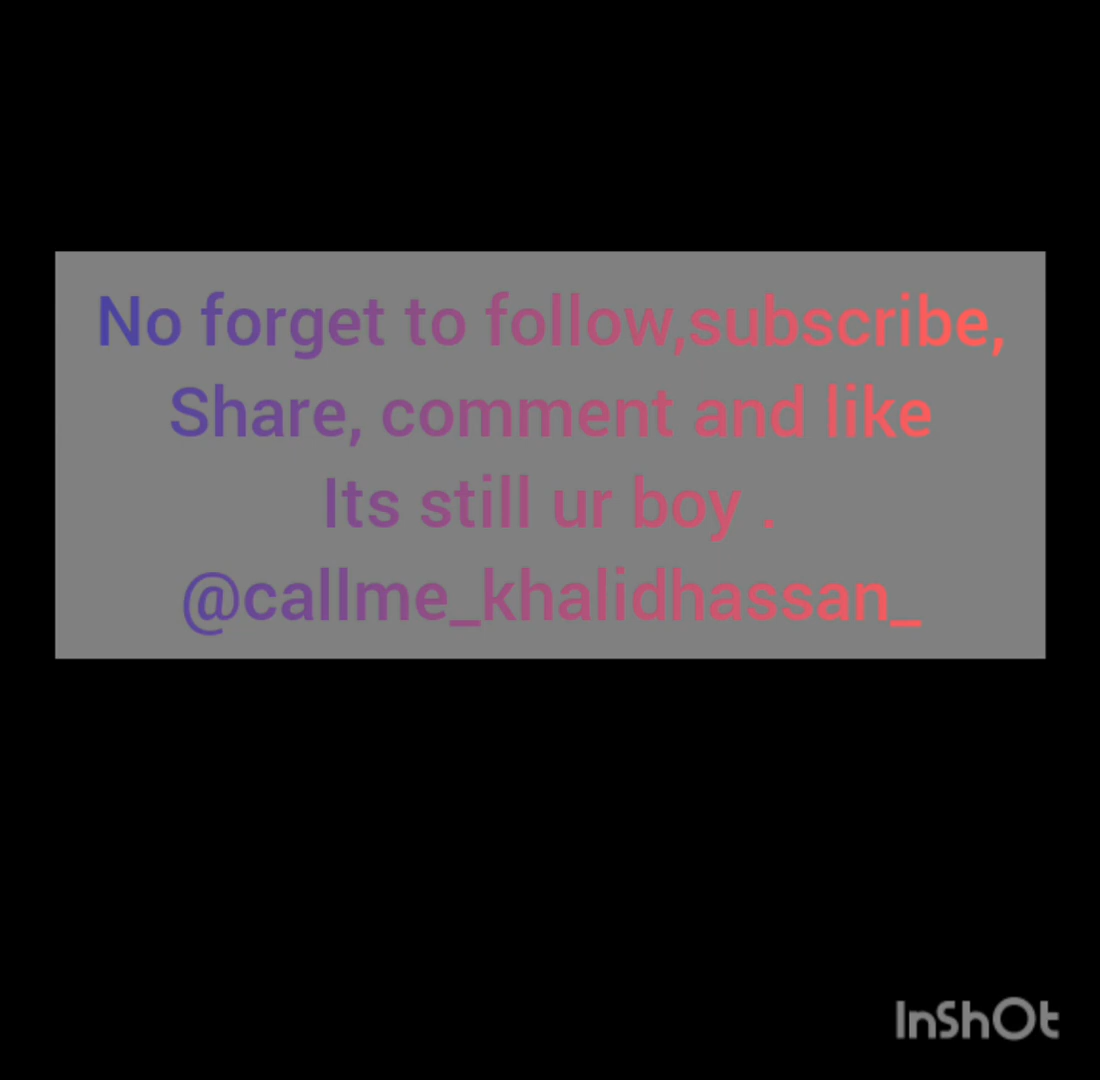 No forget to follow,subscribe,
Share, comment and like
Its still ur boy .
@callme_khalidhassan_
InShOt